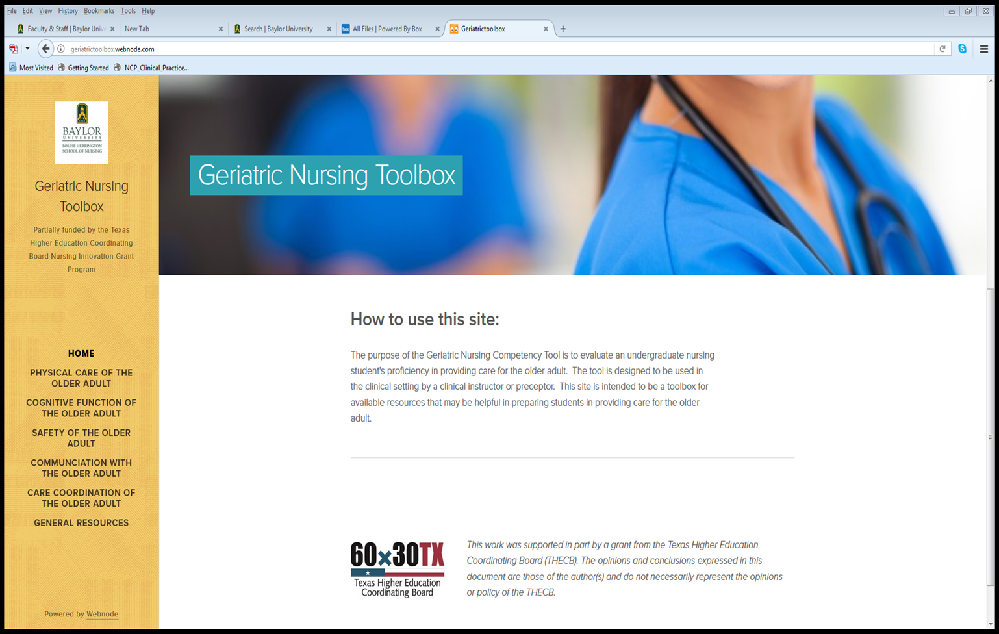 File Edit View History Bookmarks Tools Help
Faculty & Staff | Baylor Unive
New Tab
Search | Baylor University
box All Files | Powered By Box
Geriatrictoolbox
geriatrictoolbox.webnode.com
Most Visited Getting Started NCP_Clinical_Practice...
BAYLOR
UNIVERSITY
LOUISE HERRINGTON
SCHOOL OF NURSING
Geriatric Nursing
Toolbox
Partially funded by the Texas
Higher Education Coordinating
Board Nursing Innovation Grant
Program
HOME
PHYSICAL CARE OF THE
OLDER ADULT
COGNITIVE FUNCTION OF
THE OLDER ADULT
SAFETY OF THE OLDER
ADULT
COMMUNCIATION WITH
THE OLDER ADULT
CARE COORDINATION OF
THE OLDER ADULT
GENERAL RESOURCES
Powered by Webnode
Geriatric Nursing Toolbox
How to use this site:
The purpose of the Geriatric Nursing Competency Tool is to evaluate an undergraduate nursing
student's proficiency in providing care for the older adult. The tool is designed to be used in
the clinical setting by a clinical instructor or preceptor. This site is intended to be a toolbox for
available resources that may be helpful in preparing students in providing care for the older
adult.
60x30TX
Texas Higher Education
Coordinating Board
This work was supported in part by a grant from the Texas Higher Education
Coordinating Board (THECB). The opinions and conclusions expressed in this
document are those of the author(s) and do not necessarily represent the opinions
or policy of the THECB.